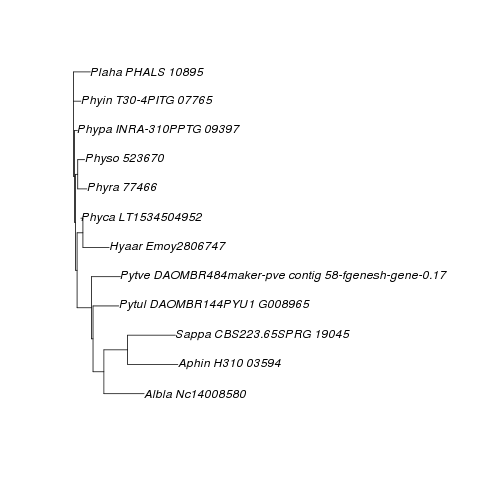 Plaha PHALS 10895
Phyin T30-4PITG 07765
Phypa INRA-310PPTG 09397
Physo 523670
Phyra 77466
Phyca LT1534504952
Hyaar Emoy2806747
Pytve DAOMBR484maker-pve contig 58-fgenesh-gene-0.17
Pytul DAOMBR144PYU1 G008965
Sappa CBS223.65SPRG 19045
Aphin H310 03594
Albla Nc14008580